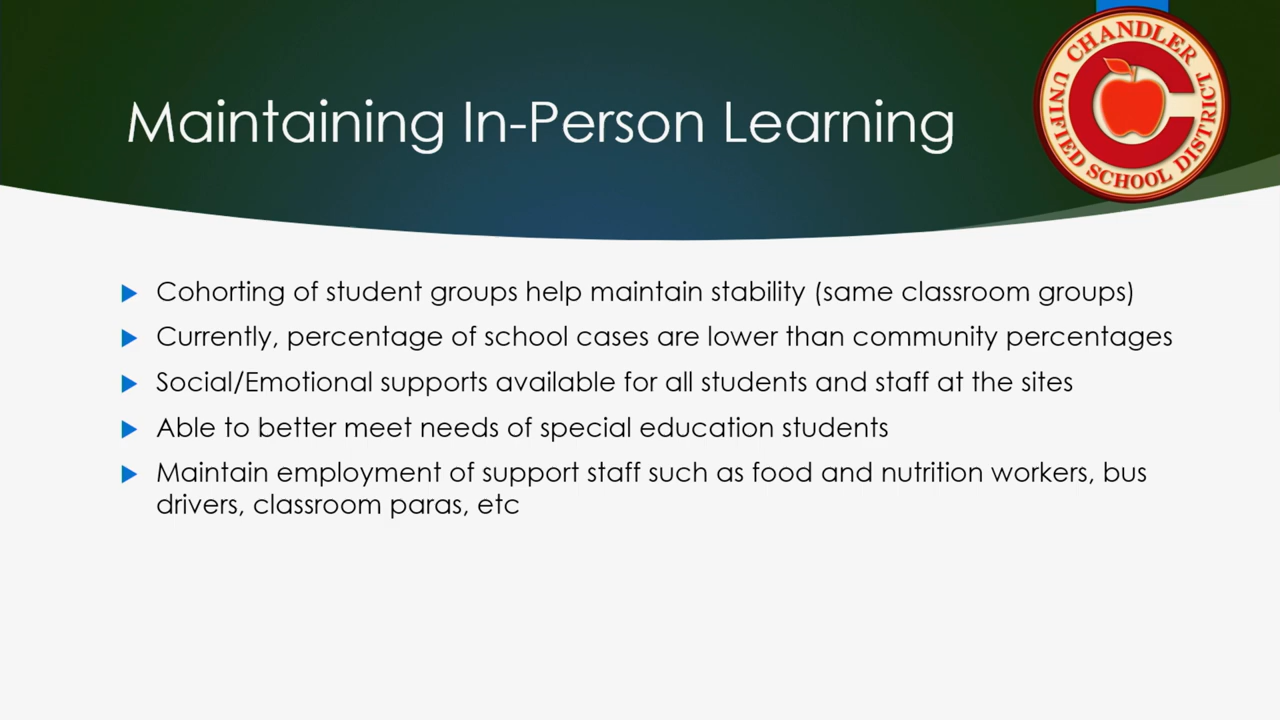 Maintaining In-Person Learning
CHANDLER UNIFIED SCHOOL DISTRICT
Cohorting of student groups help maintain stability (same classroom groups)
Currently, percentage of school cases are lower than community percentages
Social/Emotional supports available for all students and staff at the sites
Able to better meet needs of special education students
Maintain employment of support staff such as food and nutrition workers, bus
drivers, classroom paras, etc